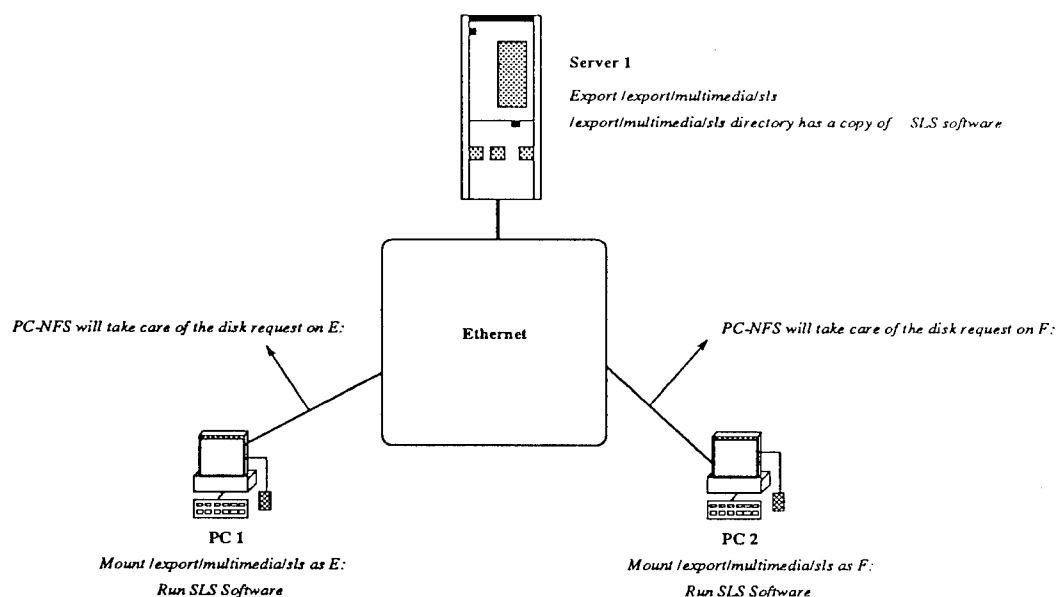 Server 1
Export /export/multimedia/sls
/export/multimedia/sls directory has a copy of SLS software
PC-NFS will take care of the disk request on E:
Ethernet
PC-NFS will take care of the disk request on F:
PC 1
Mount /export/multimedia/sls as E:
Run SLS Software
PC 2
Mount /export/multimedia/sls as F:
Run SLS Software